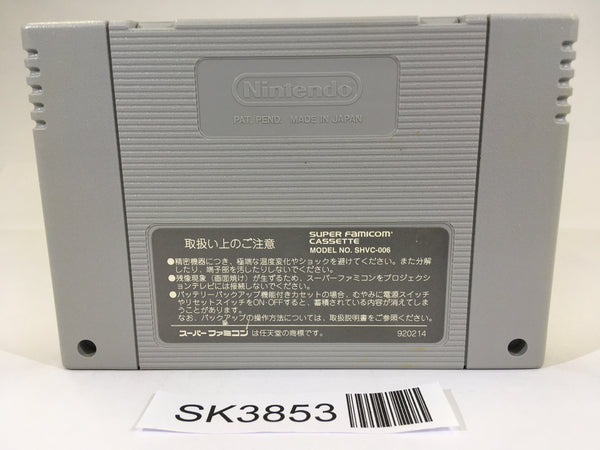 Nintendo
PAT. PEND. MADE IN JAPAN
取扱い上のご注意
SUPER FAMICOM
CASSETTE
MODEL NO. SHVC-006
●精密機器につき、極端な温度変化やショックを避けてください。また分解
したり、端子部を汚したりしないでください。
●残像現象（画面焼け）が生ずるため、スーパーファミコンをプロジェクシ
ョンテレビには接続しないでください。
●バッテリーバックアップ機能付きカセットの場合、むやみに電源スイッチ
やリセットスイッチをON·OFFすると、蓄積されている内容が消えてしま
うことがあります。
なお、バックアップの操作方法については、取扱説明書をご参照ください。
スーパーファミコン は任天堂の商標です。
920214
SK3853